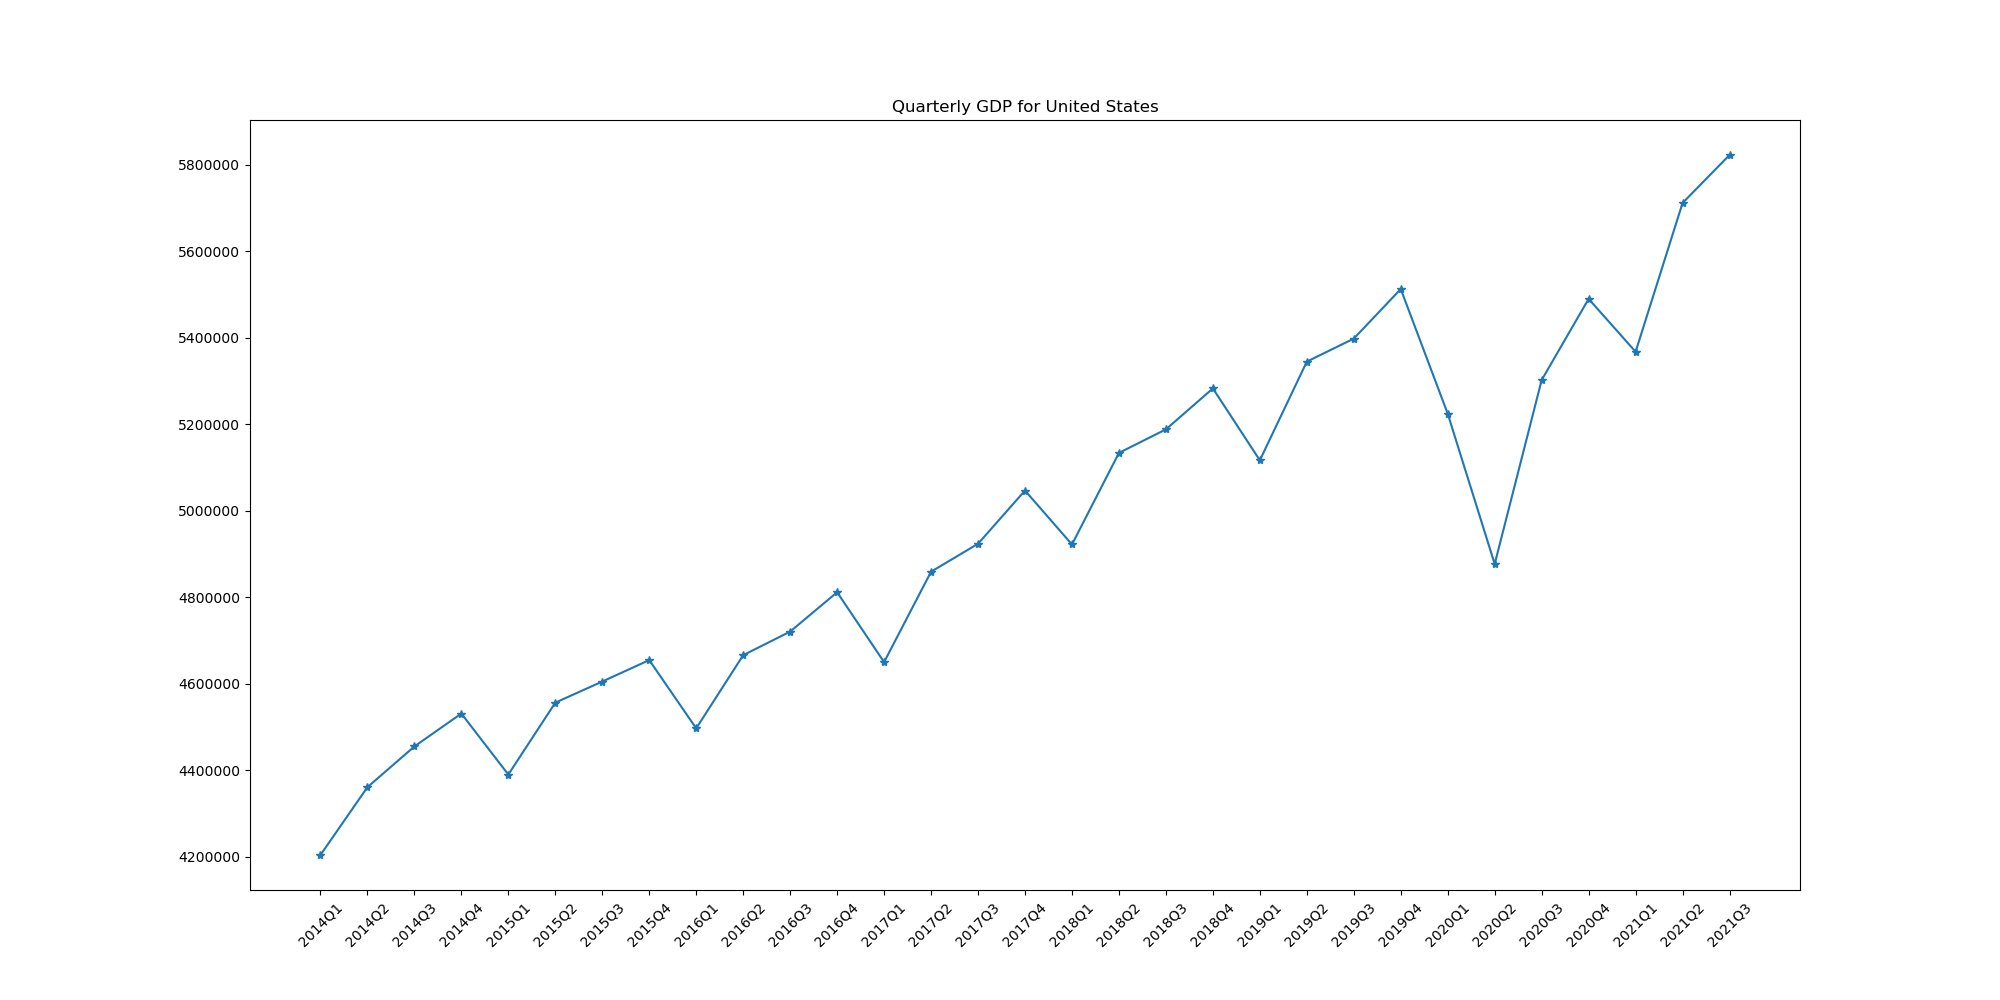 Quarterly GDP for United States
5800000
5600000
5400000
5200000
5000000
4800000
4600000
4400000
4200000
2014Q1
2014Q2
2014Q3
2014Q4
2015Q1
2015Q2
2015Q3
2015Q4
2016Q1
2016Q2
2016Q3
2016Q4
2017Q1
2017Q2
2017Q3
2017Q4
2018Q1
2018Q2
2018Q3
2018Q4
2019Q1
2019Q2
2019Q3
2019Q4
2020Q1
2020Q2
2020Q3
2020Q4
2021Q1
2021Q2
2021Q3